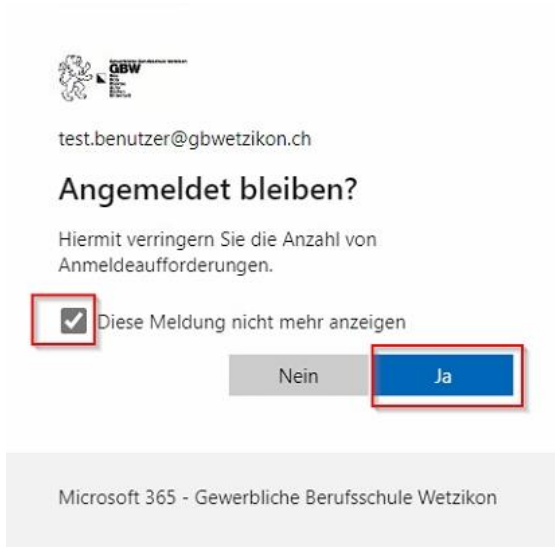 GBW
test.benutzer@gbwetzikon.ch
Angemeldet bleiben?
Hiermit verringern Sie die Anzahl von
Anmeldeaufforderungen.
Diese Meldung nicht mehr anzeigen
Nein Ja
Microsoft 365 - Gewerbliche Berufsschule Wetzikon